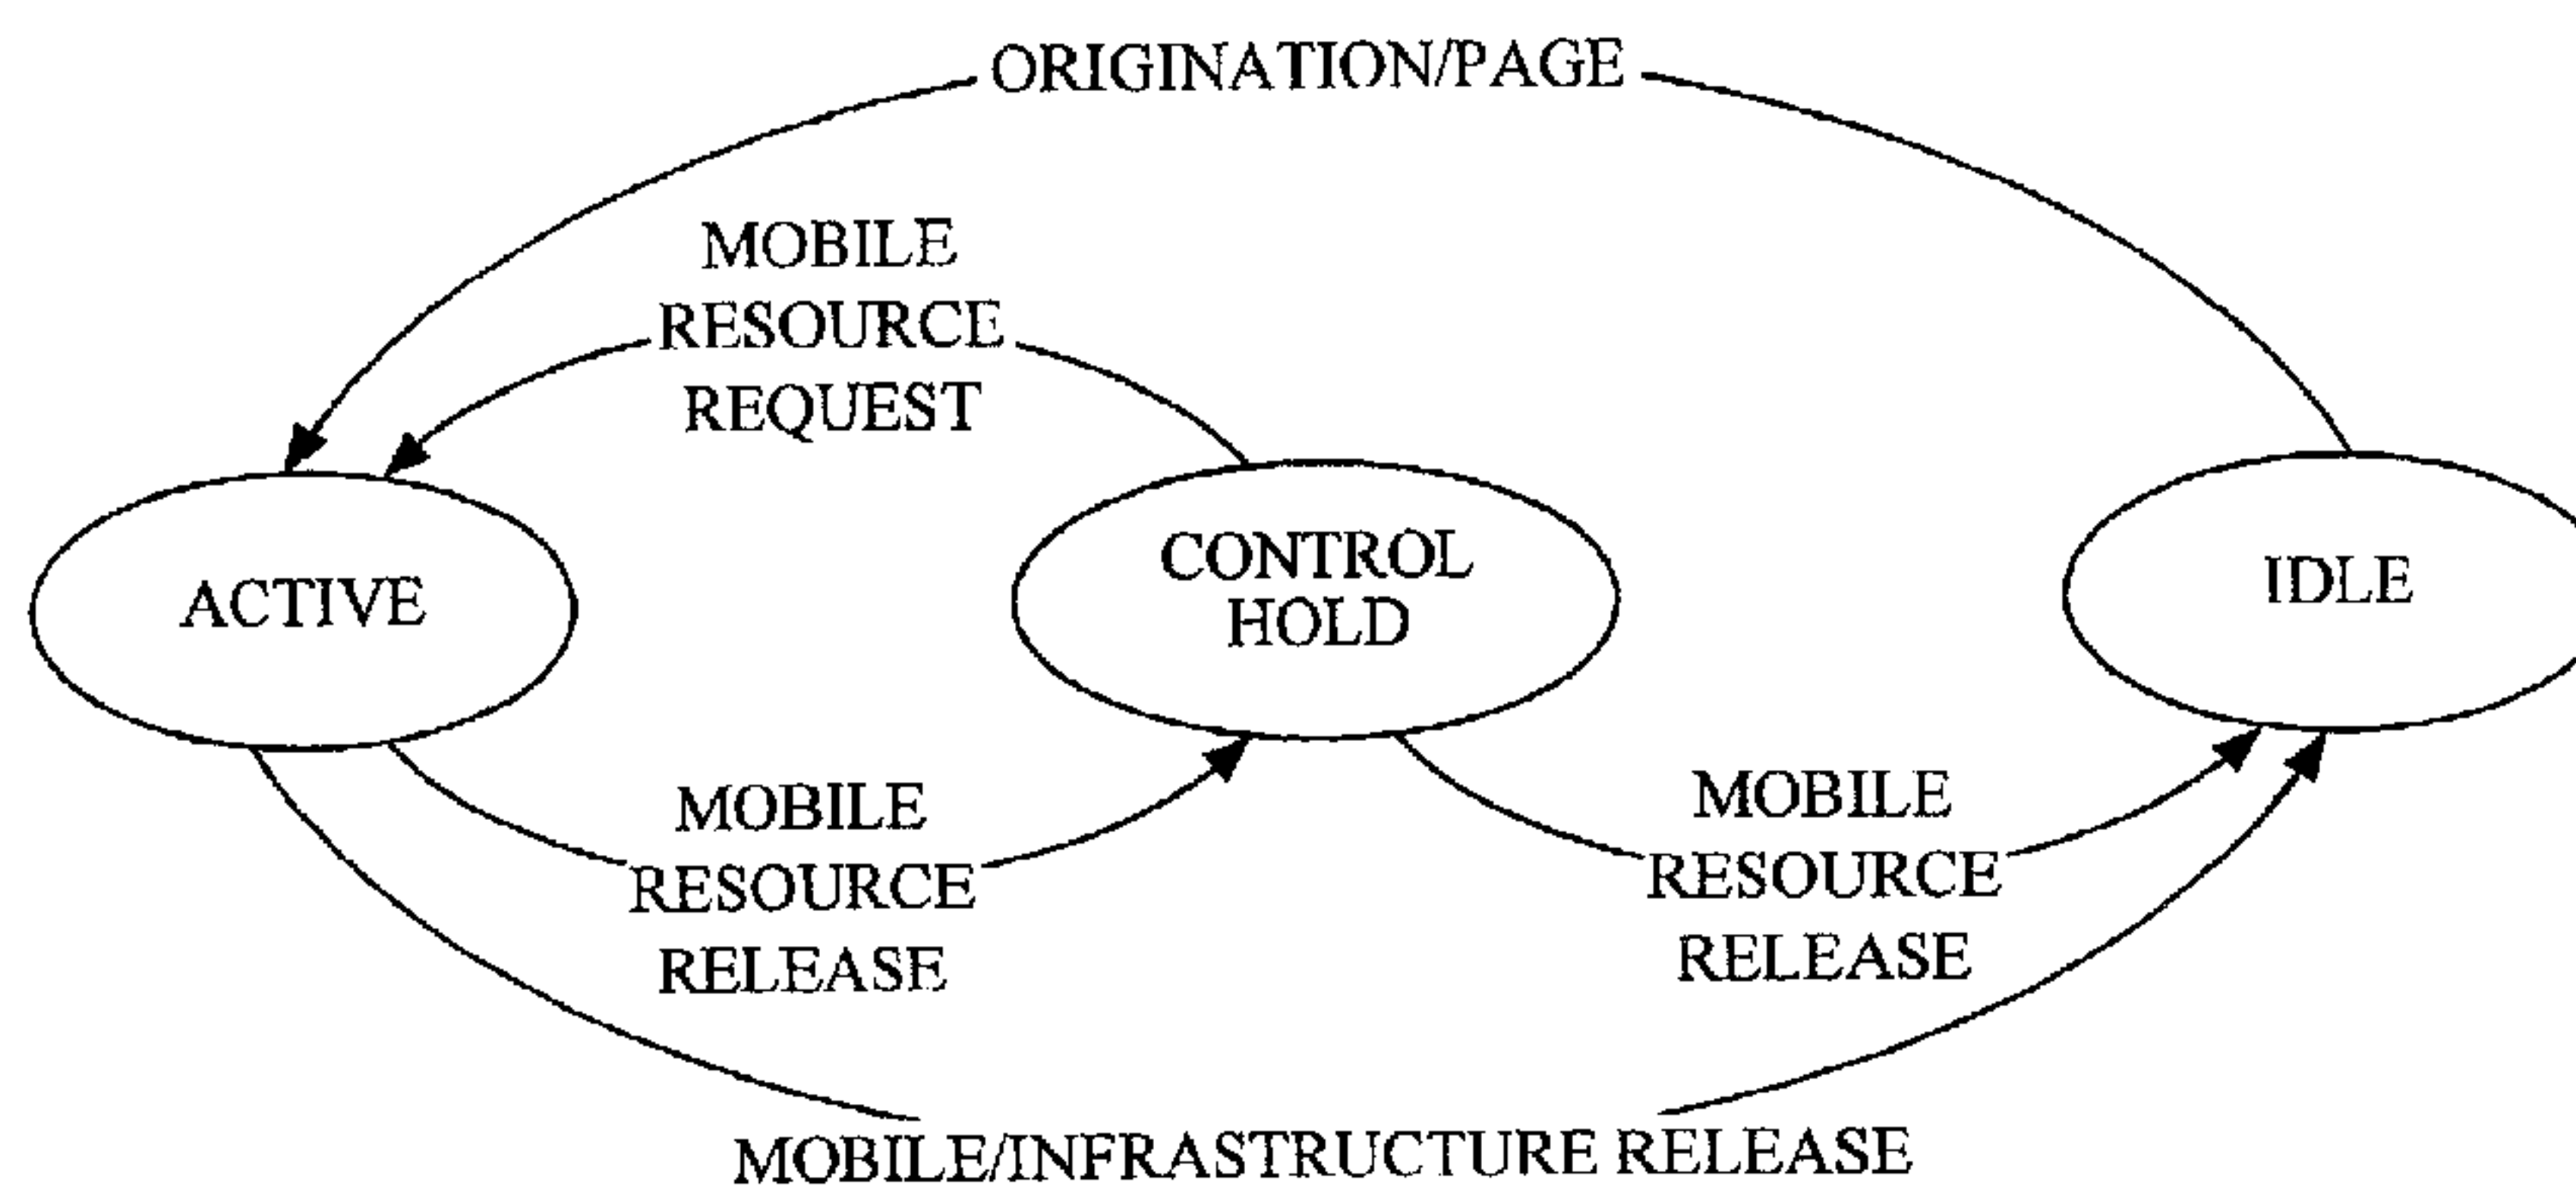 ORIGINATION/PAGE
MOBILE
RESOURCE
REQUEST
ACTIVE
CONTROL
HOLD
IDLE
MOBILE
RESOURCE
RELEASE
MOBILE
RESOURCE
RELEASE
MOBILE/INFRASTRUCTURE RELEASE